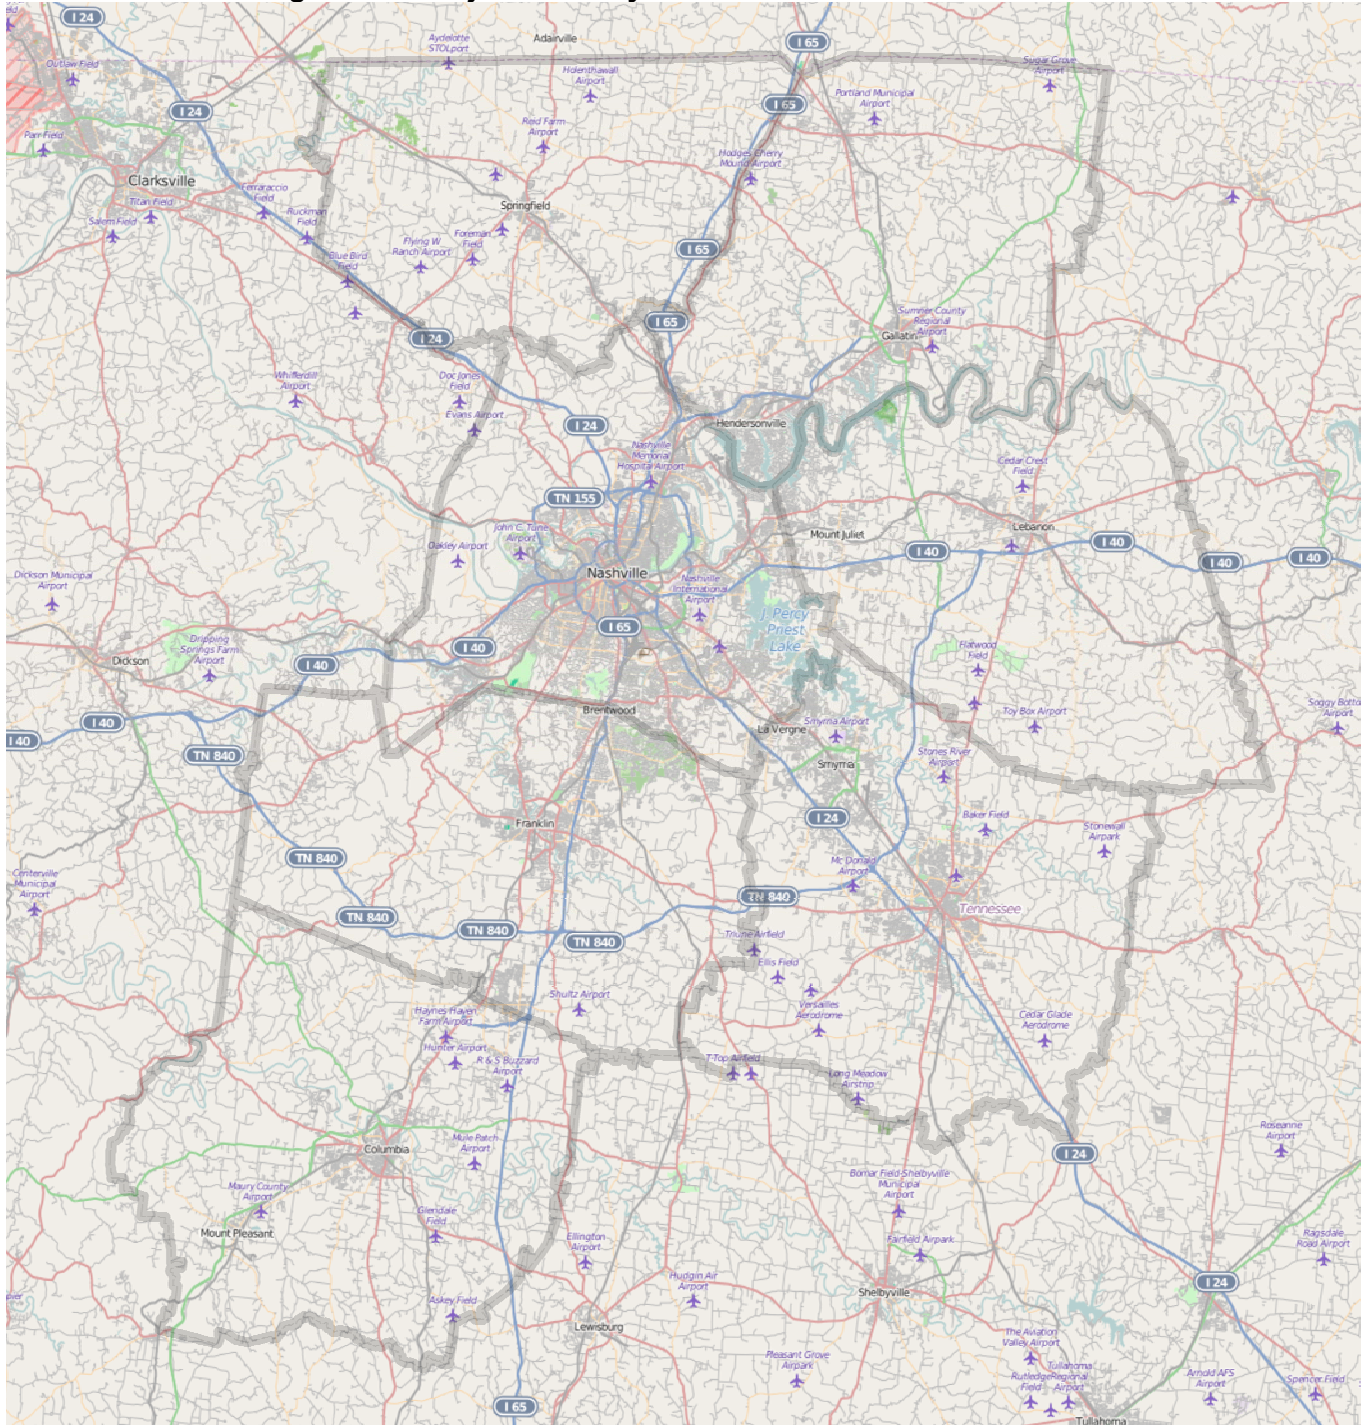 I 24
Aydelotte
STOLport
Adairville
I 65
Outlaw Field
Holenthawall
Airport
Sugar Grove
Airport
I 24
I 65
Portland Municipal
Airport
Reid Farm
Airport
Hodges Cherry
Mound Airport
Clarksville
Ferraraccio
Field
Titan Field
Salem Field
Ruckman
Field
Springfield
Foreman
Field
Flying W
Ranch Airport
Blue Bird
Field
I 65
I 65
I 24
Sumner County
Regional
Airport
Gallatin
Doc Jones
Field
Evans Airport
I 24
Hendersonville
Nashville
Memorial
Hospital Airport
Cedar Crest
Field
TN 155
John C. Tune
Airport
Oakley Airport
Mount Juliet
Lebanon
I 40
I 40
I 40
I 40
Dickson Municipal
Airport
Nashville
Nashville
International
Airport
J. Percy
Priest
Lake
I 65
Dripping
Springs Farm
Airport
Dickson
I 40
I 40
Flatwood
Field
Toy Box Airport
Brentwood
La Vergne
Smyrna Airport
I 40
I 40
TN 840
Stones River
Airport
Smyrna
Franklin
I 24
Baker Field
Stonewall
Airpark
TN 840
Mc Donald
Airport
Centerville
Municipal
Airport
TN 840
TN 840
TN 840
TN 840
Tennessee
Triune Airfield
Ellis Field
Shultz Airport
Versailles
Aerodrome
Cedar Glade
Aerodrome
Haynes Haven
Farm Airport
Hunter Airport
R & S Buzzard
Airport
T-Top Airfield
Long Meadow
Airstrip
Columbia
Mule Patch
Airport
I 24
Roseanne
Airport
Bomar Field-Shelbyville
Municipal
Airport
Maury County
Airport
Glendale
Field
Mount Pleasant
Ellington
Airport
Fairfield Airpark
Ragsdale
Road Airport
Hudgin Air
Airport
I 24
Shelbyville
Askey Field
Lewisburg
The Aviation
Valley Airport
Pleasant Grove
Airpark
Tullahoma
Rutledge Regional
Field Airport
Arnold AFS
Airport
Spencer Field
I 65
Tullahoma